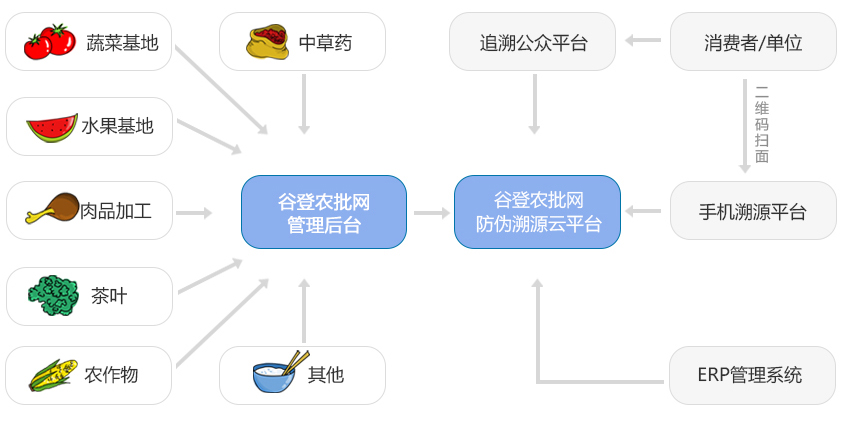 蔬菜基地
中草药
追溯公众平台
消费者/单位
二维码扫面
水果基地
肉品加工
谷登农批网
管理后台
谷登农批网
防伪溯源云平台
手机溯源平台
茶叶
农作物
其他
ERP管理系统